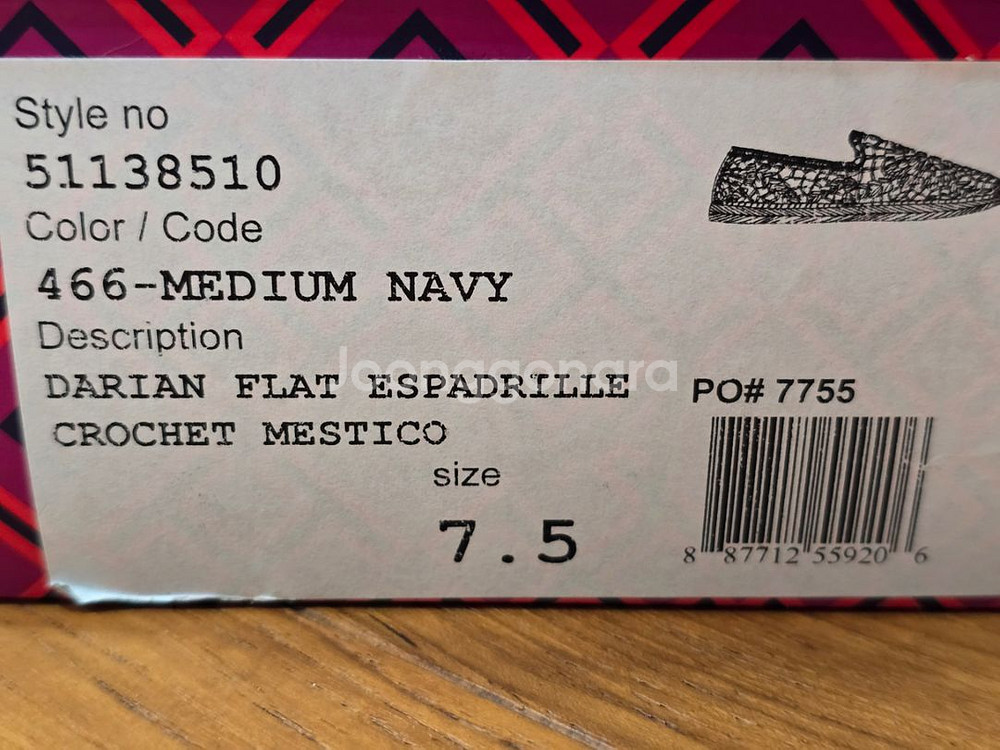 Style no
51138510
Color / Code
466-MEDIUM NAVY
Description
DARIAN FLAT ESPADRILLE
CROCHET MESTICO
size
7.5
PO# 7755
8 87712 55920 6
Joonggonara